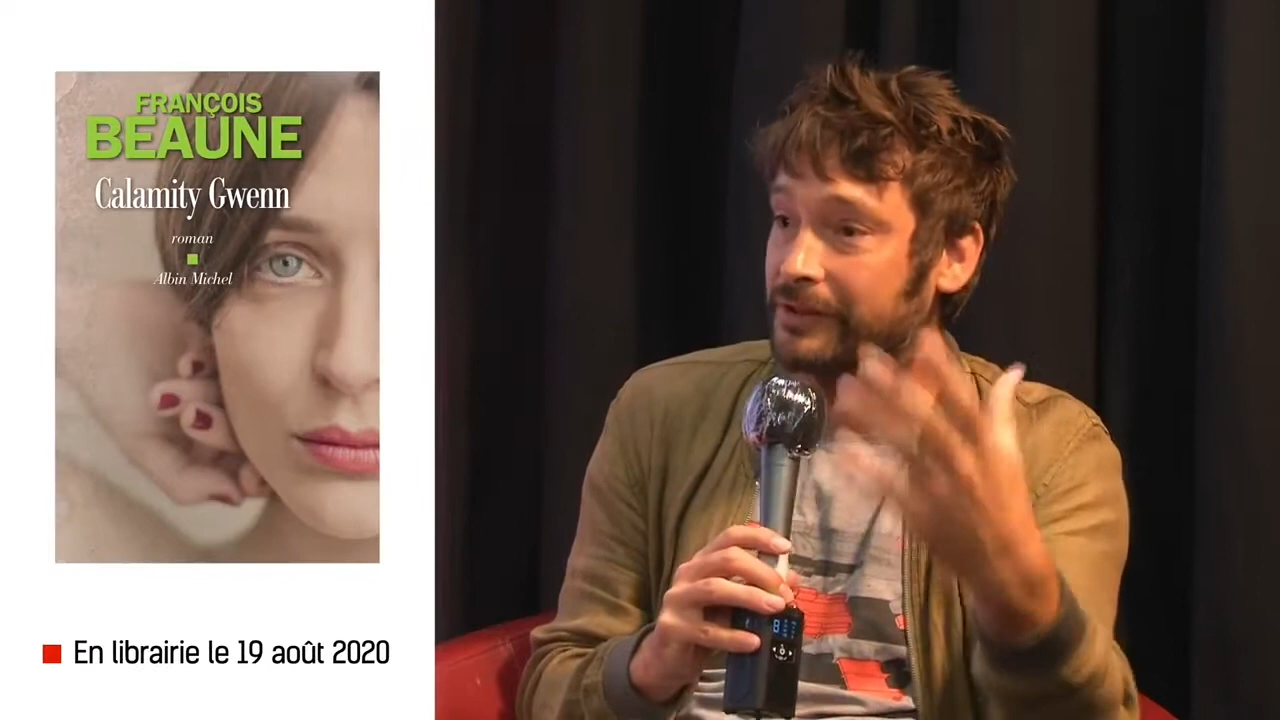 FRANÇOIS
BEAUNE
Calamity Gwenn
roman
Albin Michel
En librairie le 19 août 2020